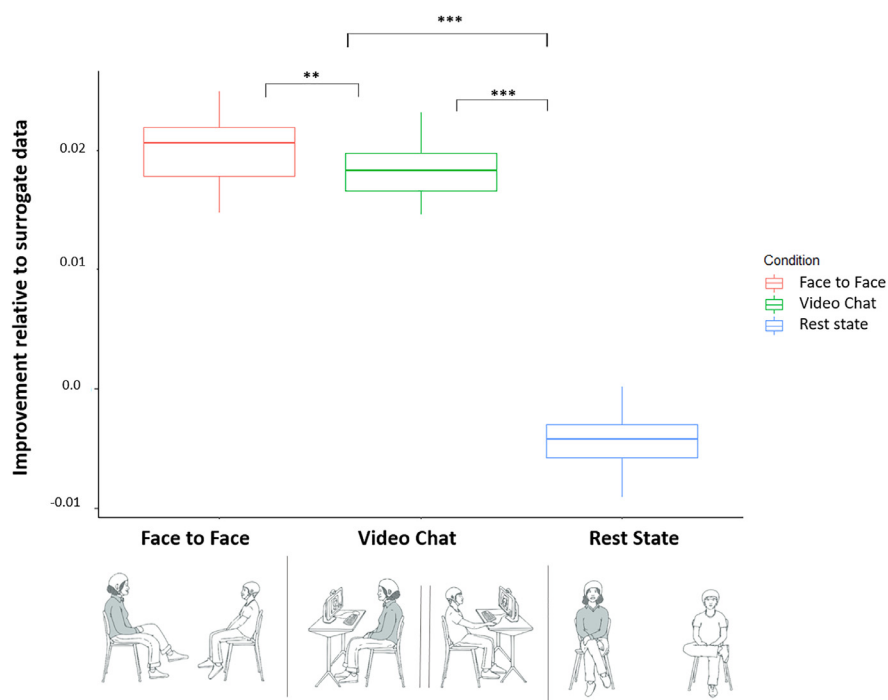 ***
**
***
Improvement relative to surrogate data
0.02
0.01
0.0
-0.01
Condition
Face to Face
Video Chat
Rest state
Face to Face
Video Chat
Rest State